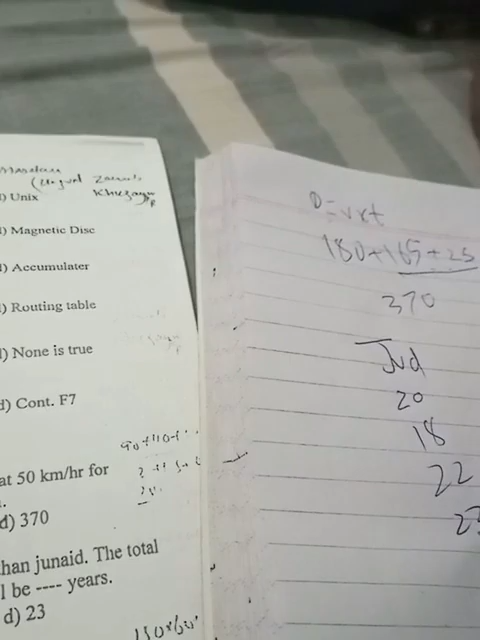 d) Unix
d) Magnetic Disc
d) Accumulater
d) Routing table
d) None is true
d) Cont. F7
at 50 km/hr for
d) 370
han junaid. The total
l be ---- years.
d) 23
D=vxt
180+165+25
370
Jud
20
18
22